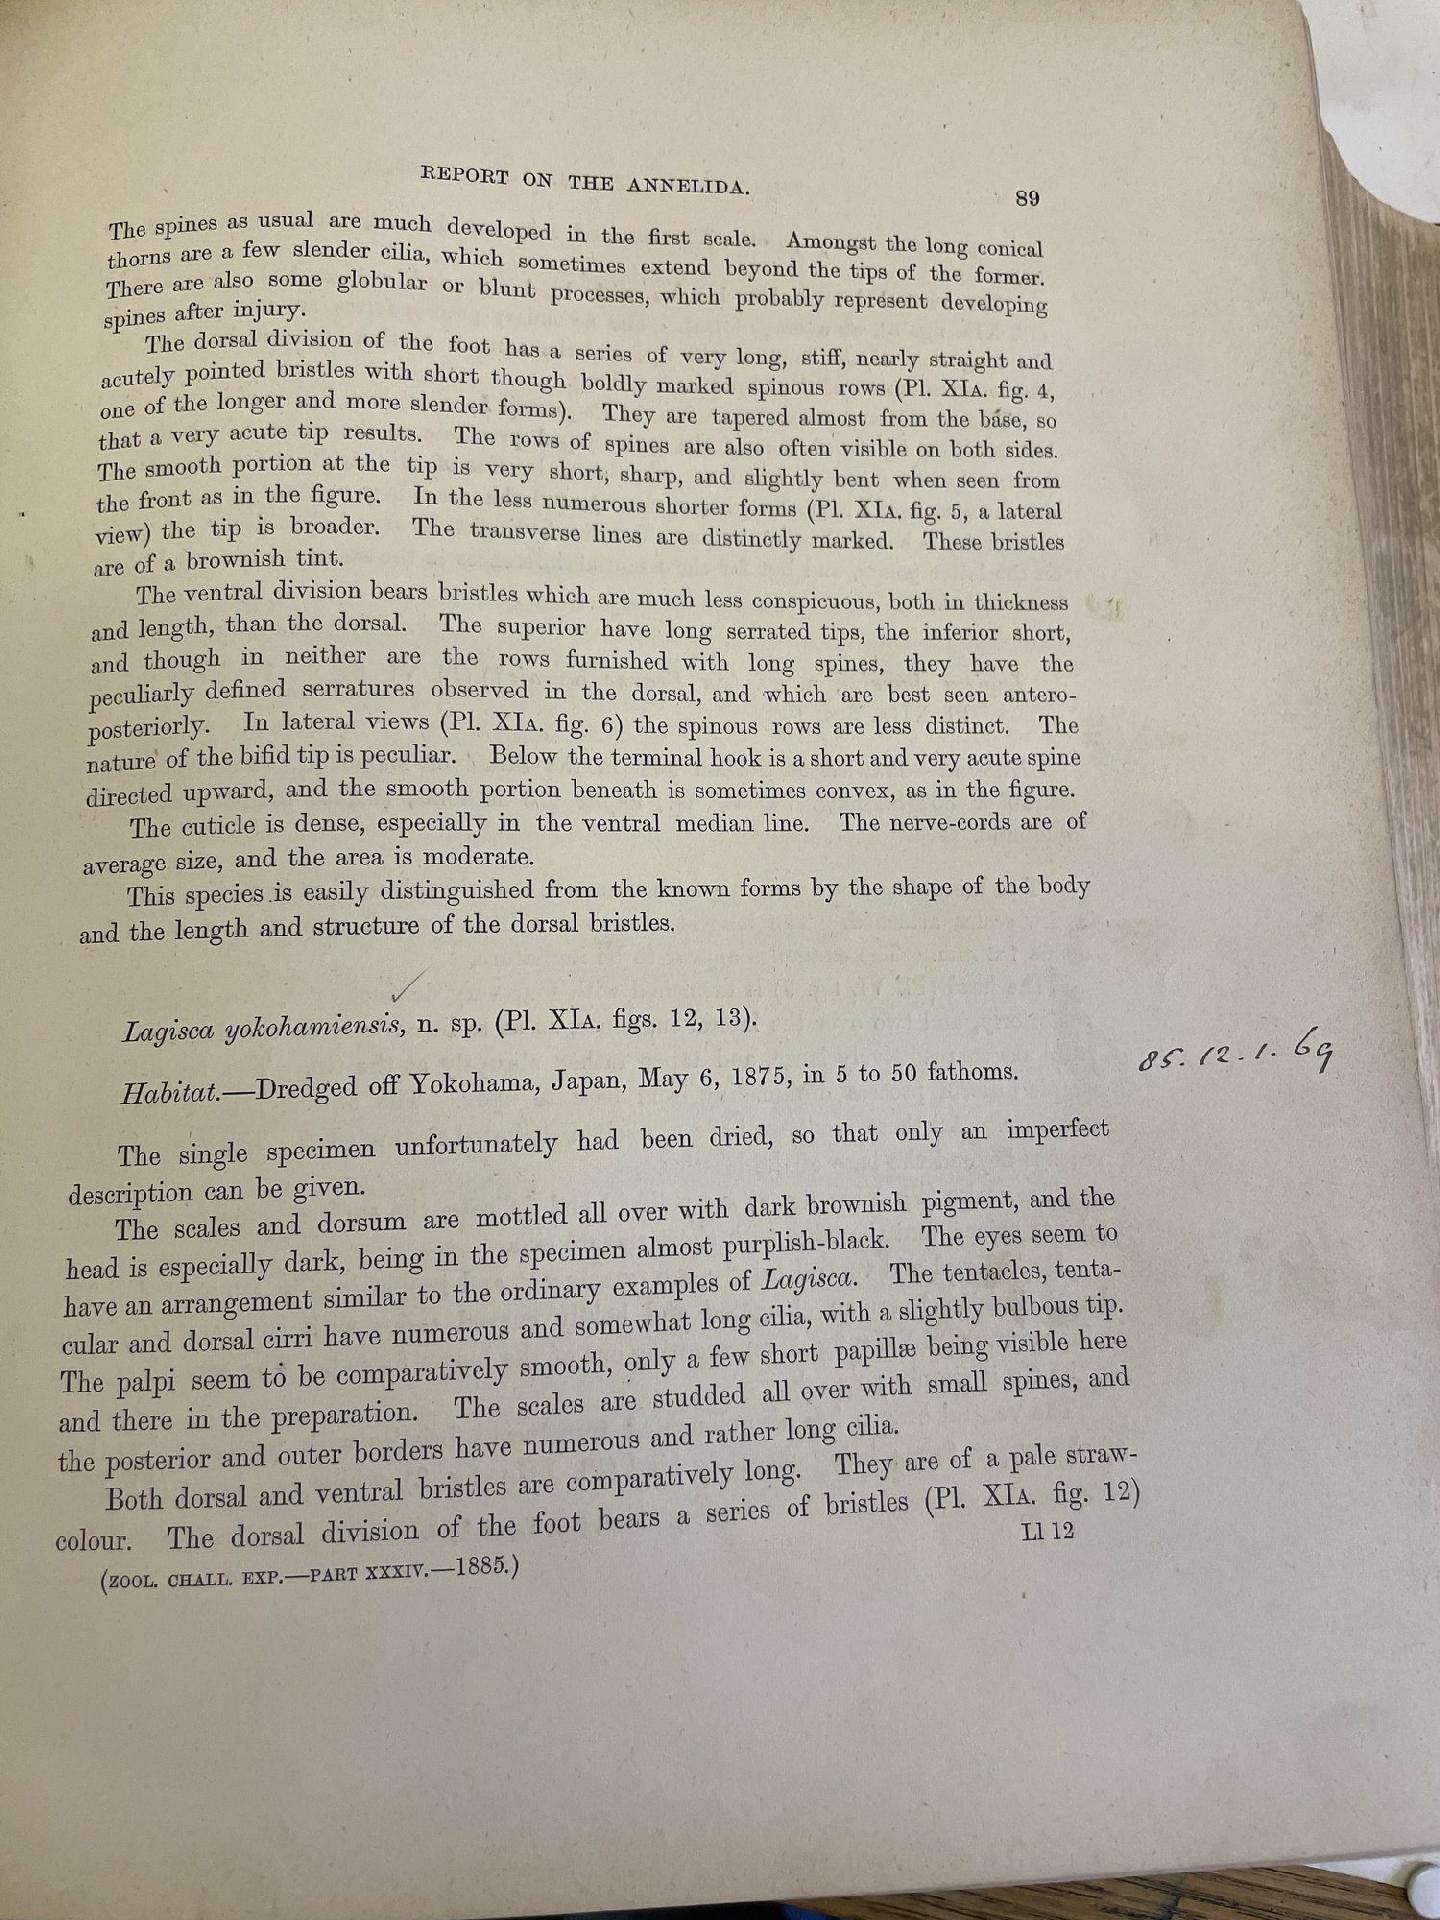 REPORT ON THE ANNELIDA.
89
The spines as usual are much developed in the first scale. Amongst the long conical
thorns are a few slender cilia, which sometimes extend beyond the tips of the former.
There are also some globular or blunt processes, which probably represent developing
spines after injury.
The dorsal division of the foot has a series of very long, stiff, nearly straight and
acutely pointed bristles with short though boldly marked spinous rows (Pl. XIA. fig. 4,
one of the longer and more slender forms). They are tapered almost from the base, so
that a very acute tip results. The rows of spines are also often visible on both sides.
The smooth portion at the tip is very short, sharp, and slightly bent when seen from
the front as in the figure. In the less numerous shorter forms (Pl. XIA. fig. 5, a lateral
view) the tip is broader. The transverse lines are distinctly marked. These bristles
are of a brownish tint.
The ventral division bears bristles which are much less conspicuous, both in thickness
and length, than the dorsal. The superior have long serrated tips, the inferior short,
and though in neither are the rows furnished with long spines, they have the
peculiarly defined serratures observed in the dorsal, and which are best seen antero-
posteriorly. In lateral views (Pl. XIA. fig. 6) the spinous rows are less distinct. The
nature of the bifid tip is peculiar. Below the terminal hook is a short and very acute spine
directed upward, and the smooth portion beneath is sometimes convex, as in the figure.
The cuticle is dense, especially in the ventral median line. The nerve-cords are of
average size, and the area is moderate.
This species is easily distinguished from the known forms by the shape of the body
and the length and structure of the dorsal bristles.
Lagisca yokohamiensis, n. sp. (Pl. XIA. figs. 12, 13).
85. 12. 1. 69
Habitat.—Dredged off Yokohama, Japan, May 6, 1875, in 5 to 50 fathoms.
The single specimen unfortunately had been dried, so that only an imperfect
description can be given.
The scales and dorsum are mottled all over with dark brownish pigment, and the
head is especially dark, being in the specimen almost purplish-black. The eyes seem to
have an arrangement similar to the ordinary examples of Lagisca. The tentacles, tenta-
cular and dorsal cirri have numerous and somewhat long cilia, with a slightly bulbous tip.
The palpi seem to be comparatively smooth, only a few short papillæ being visible here
and there in the preparation. The scales are studded all over with small spines, and
the posterior and outer borders have numerous and rather long cilia.
Both dorsal and ventral bristles are comparatively long. They are of a pale straw-
colour. The dorsal division of the foot bears a series of bristles (Pl. XIA. fig. 12)
(ZOOL. CHALL. EXP.—PART XXXIV.—1885.)
Ll 12